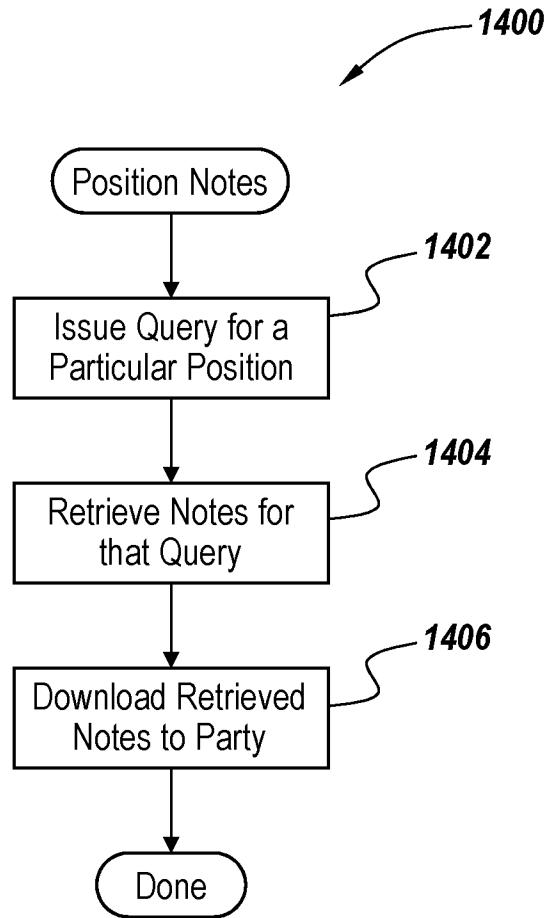 1400
Position Notes
1402
Issue Query for a
Particular Position
1404
Retrieve Notes for
that Query
1406
Download Retrieved
Notes to Party
Done